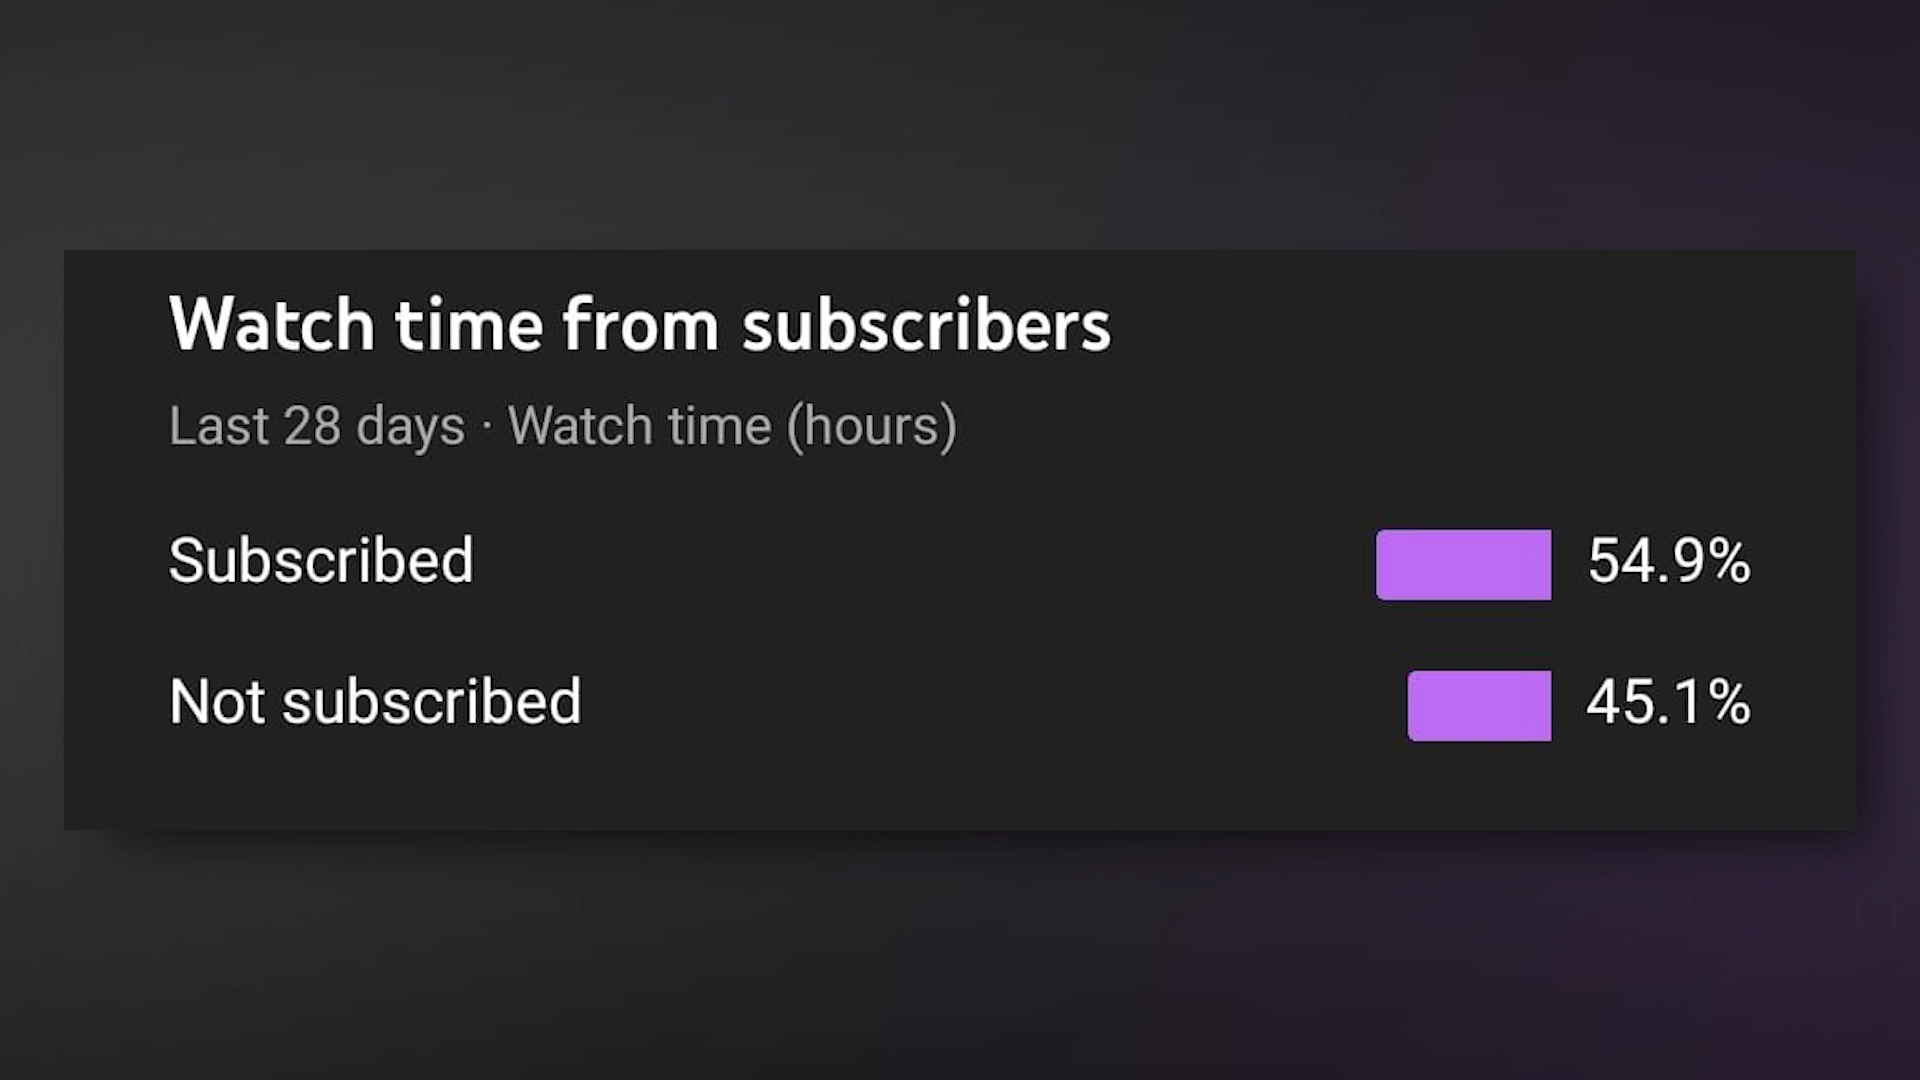 Watch time from subscribers
Last 28 days · Watch time (hours)
Subscribed 54.9%
Not subscribed 45.1%